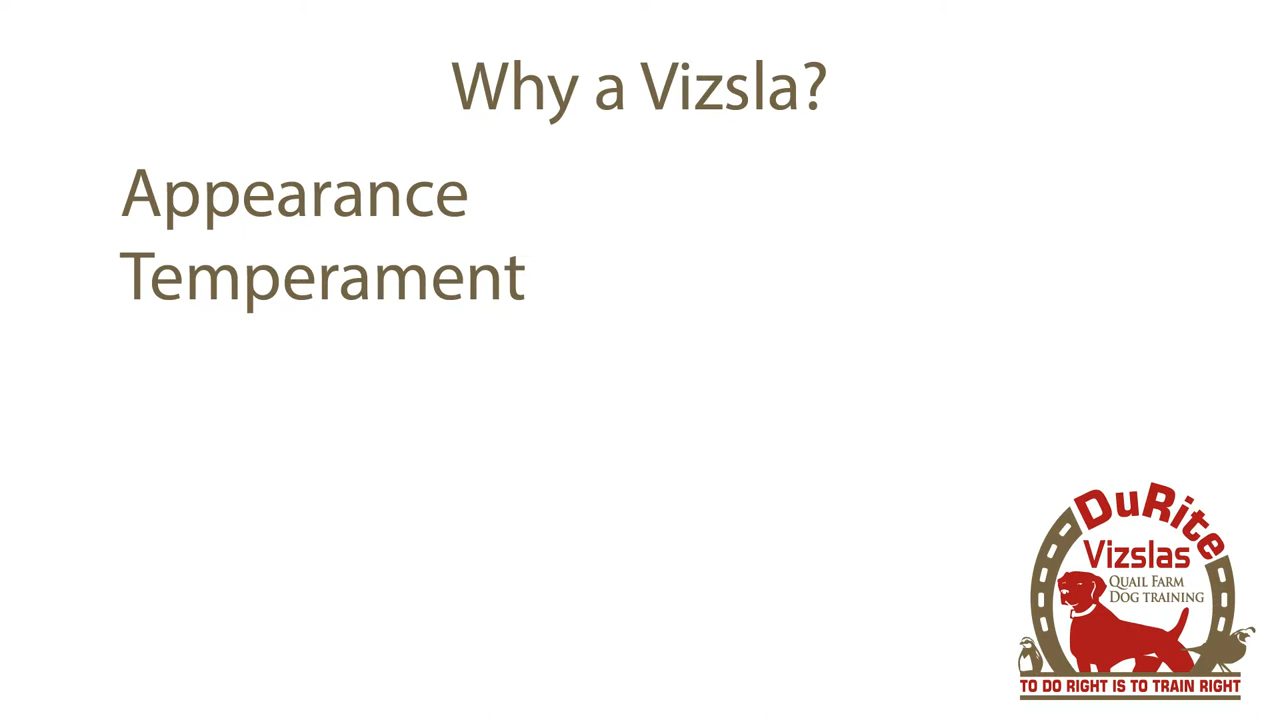 Why a Vizsla?
Appearance
Temperament
DuRite
Vizslas
QUAIL FARM
DOG TRAINING
TO DO RIGHT IS TO TRAIN RIGHT